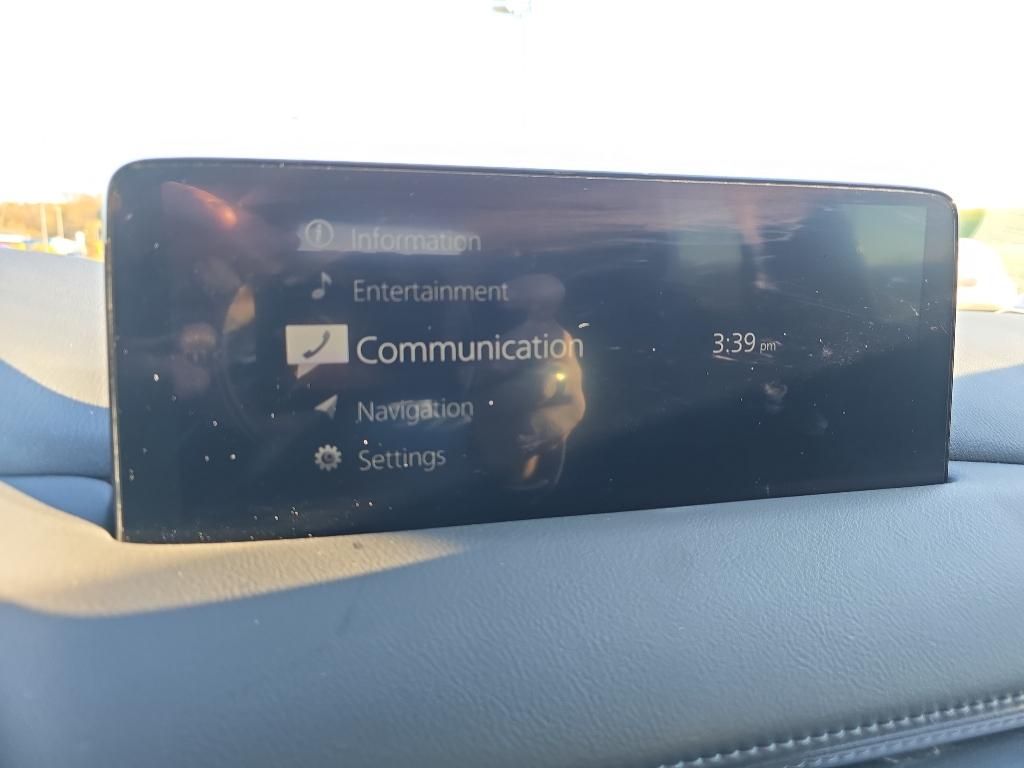 Information
Entertainment
Communication
3:39 pm
Navigation
Settings